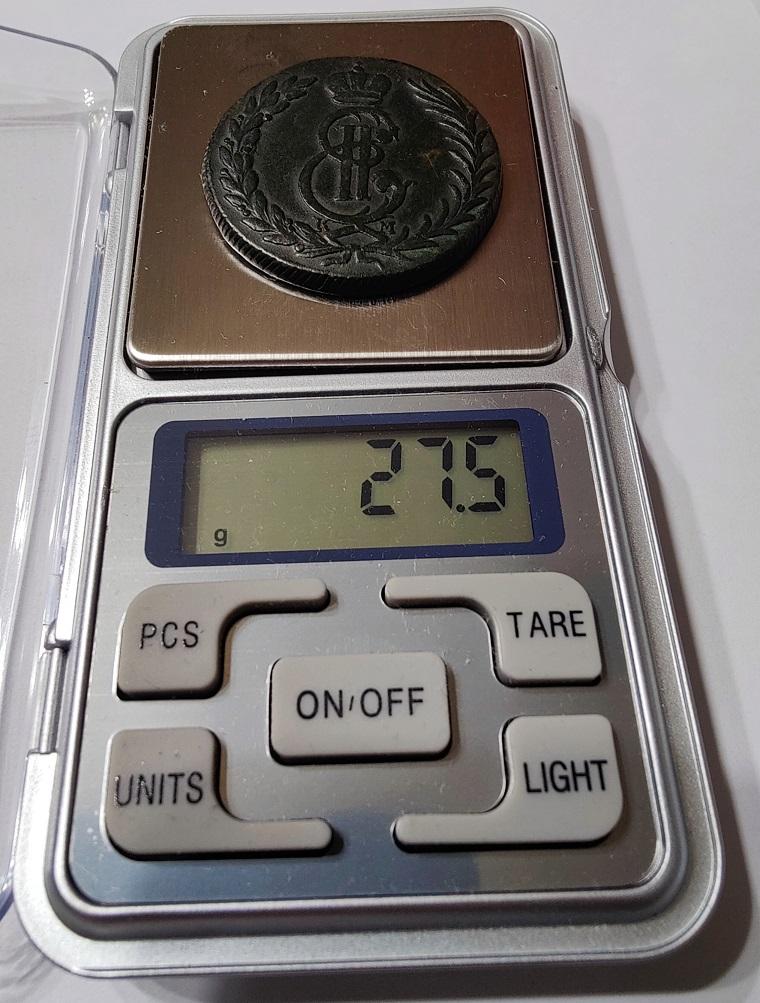 К М
27.5
g
PCS
TARE
ON/OFF
UNITS
LIGHT